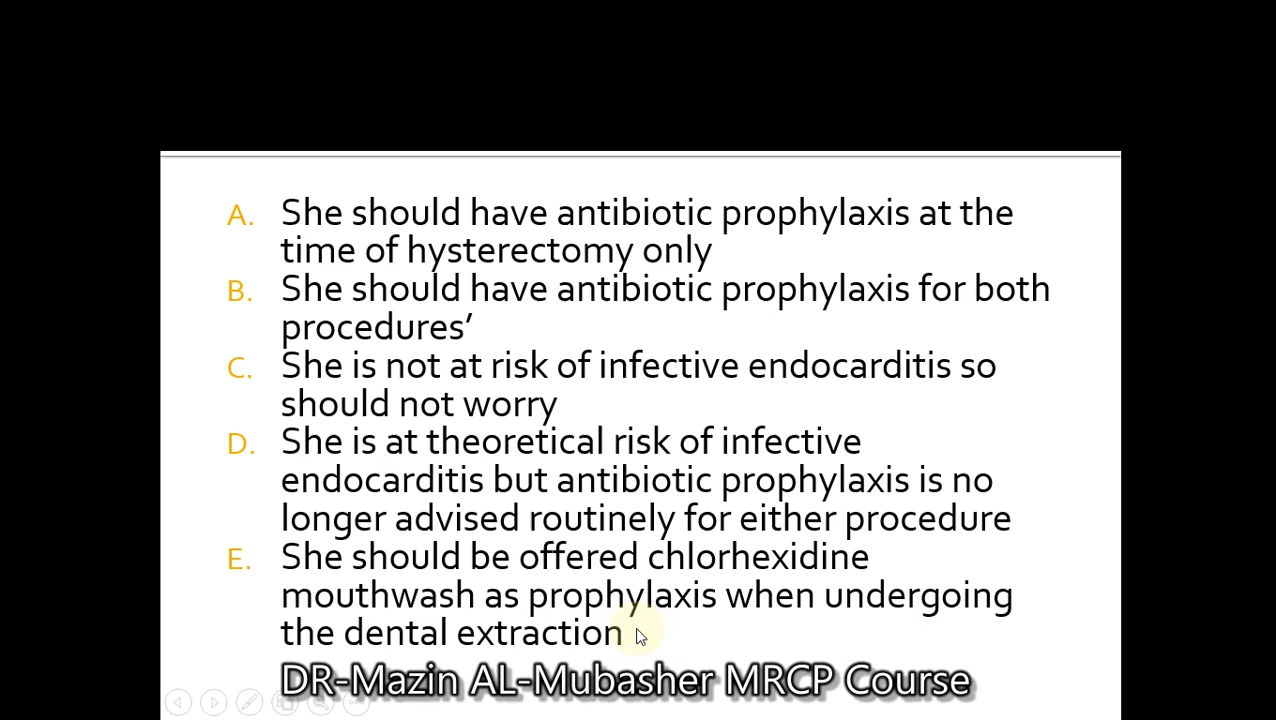 A. She should have antibiotic prophylaxis at the
time of hysterectomy only
B. She should have antibiotic prophylaxis for both
procedures’
C. She is not at risk of infective endocarditis so
should not worry
D. She is at theoretical risk of infective
endocarditis but antibiotic prophylaxis is no
longer advised routinely for either procedure
E. She should be offered chlorhexidine
mouthwash as prophylaxis when undergoing
the dental extraction
DR-Mazin AL-Mubasher MRCP Course